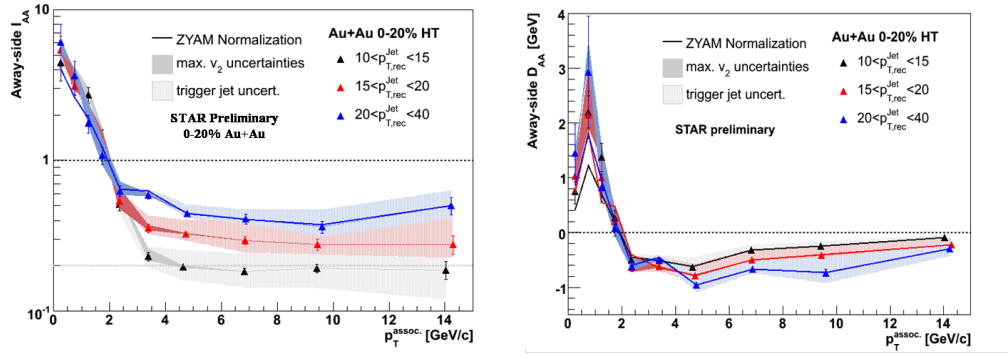 Away-side I_AA
10
1
10^-1
ZYAM Normalization
max. v_2 uncertainties
trigger jet uncert.
STAR Preliminary
0-20% Au+Au
Au+Au 0-20% HT
10<p_T,rec^Jet<15
15<p_T,rec^Jet<20
20<p_T,rec^Jet<40
0 2 4 6 8 10 12 14
p_T^assoc. [GeV/c]
Away-side D_AA [GeV]
4
3
2
1
0
-1
ZYAM Normalization
max. v_2 uncertainties
trigger jet uncert.
STAR preliminary
Au+Au 0-20% HT
10<p_T,rec^Jet<15
15<p_T,rec^Jet<20
20<p_T,rec^Jet<40
0 2 4 6 8 10 12 14
p_T^assoc. [GeV/c]